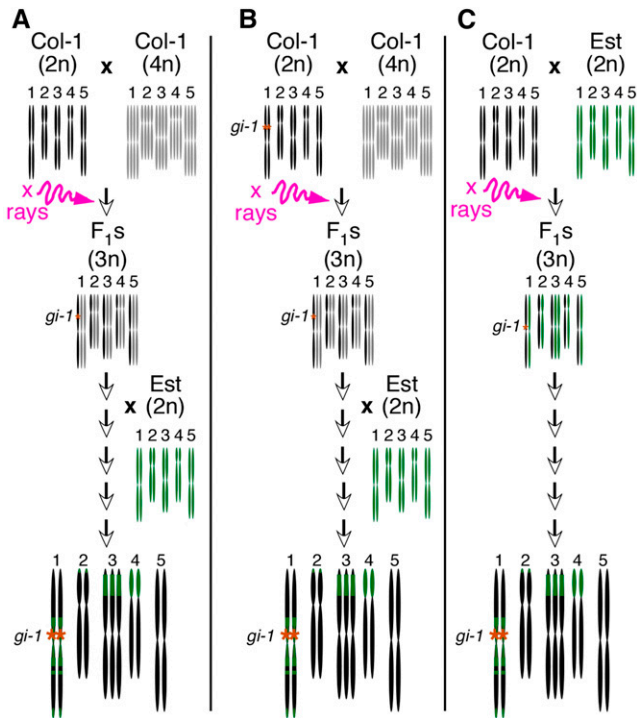 A
Col-1 x Col-1
(2n) (4n)
1 2 3 4 5 1 2 3 4 5
x
rays
F1s
(3n)
1 2 3 4 5
gi-1
Est
x (2n)
1 2 3 4 5
1 2 3 4 5
gi-1
B
Col-1 x Col-1
(2n) (4n)
1 2 3 4 5 1 2 3 4 5
gi-1
x
rays
F1s
(3n)
1 2 3 4 5
gi-1
Est
x (2n)
1 2 3 4 5
1 2 3 4 5
gi-1
C
Col-1 x Est
(2n) (2n)
1 2 3 4 5 1 2 3 4 5
x
rays
F1s
(3n)
1 2 3 4 5
gi-1
1 2 3 4 5
gi-1